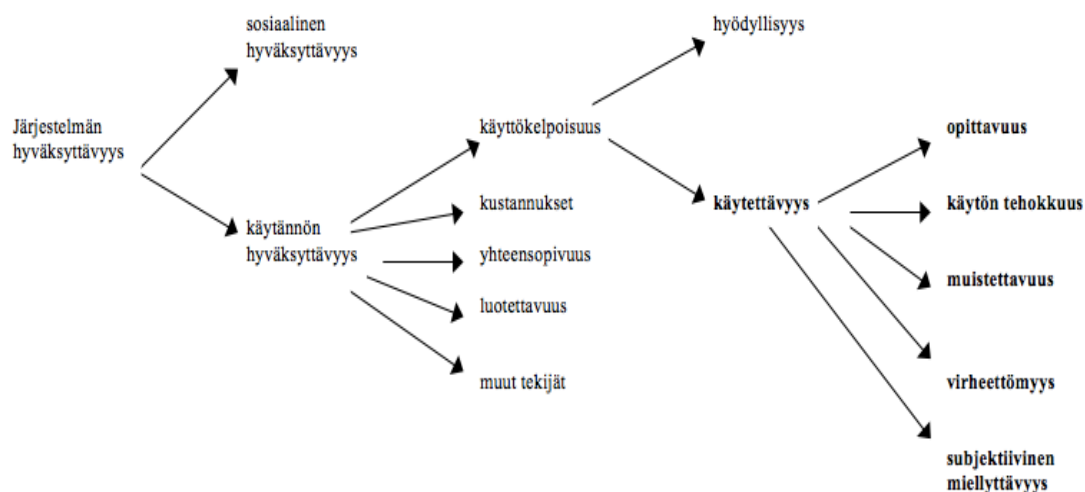 sosiaalinen
hyväksyttävyys
hyödyllisyys
Järjestelmän
hyväksyttävyys
käyttökelpoisuus
opittavuus
kustannukset
käytettävyys
käytön tehokkuus
käytännön
hyväksyttävyys
yhteensopivuus
muistettavuus
luotettavuus
muut tekijät
virheettömyys
subjektiivinen
miellyttävyys